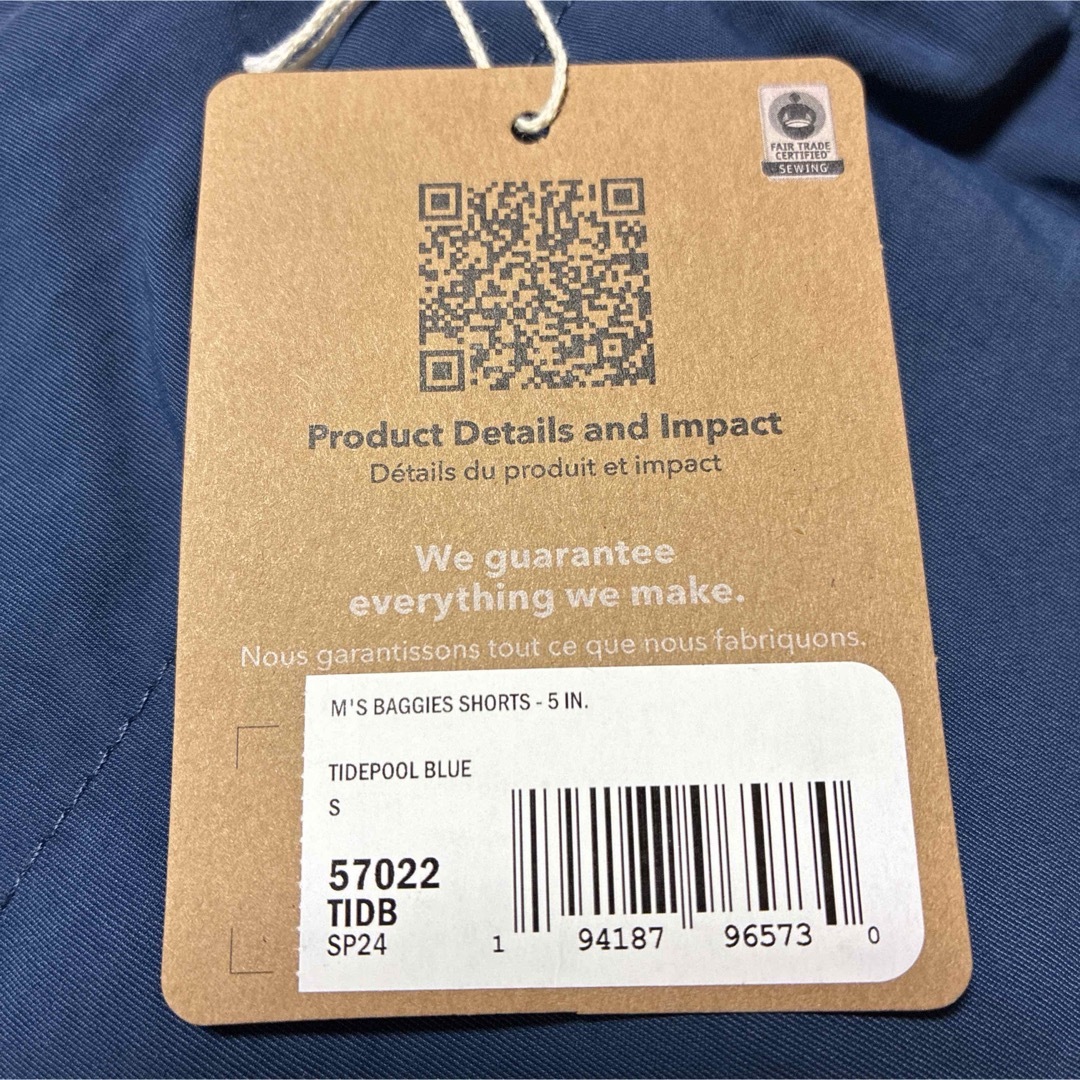 FAIR TRADE
CERTIFIED™
SEWING
Product Details and Impact
Détails du produit et impact
We guarantee
everything we make.
Nous garantissons tout ce que nous fabriquons.
M'S BAGGIES SHORTS - 5 IN.
TIDEPOOL BLUE
S
57022
TIDB
SP24
1 94187 96573 0